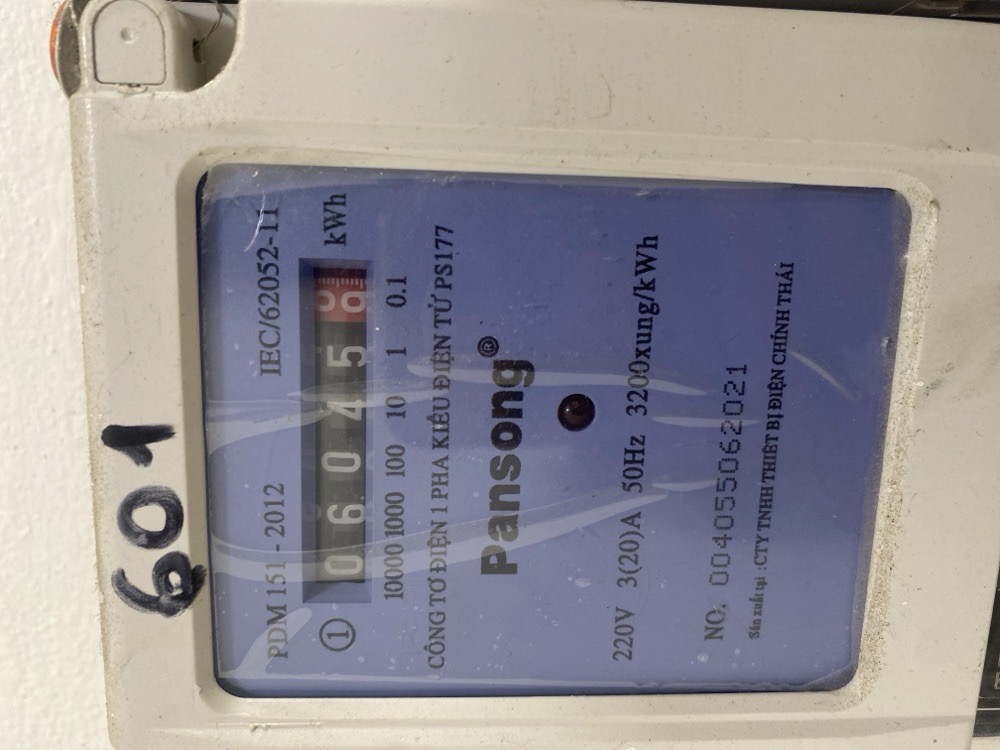 601
PDM 151 - 2012 IEC/62052-11
1 0 6 0 4 5 kWh
10000 1000 100 10 1 0.1
CÔNG TƠ ĐIỆN 1 PHA KIỂU ĐIỆN TỬ PS177
Pansong®
220V 3(20)A 50Hz 3200xung/kWh
NO. 004055062021
Sản xuất tại : CTY TNHH THIẾT BỊ ĐIỆN CHÍNH THÁI